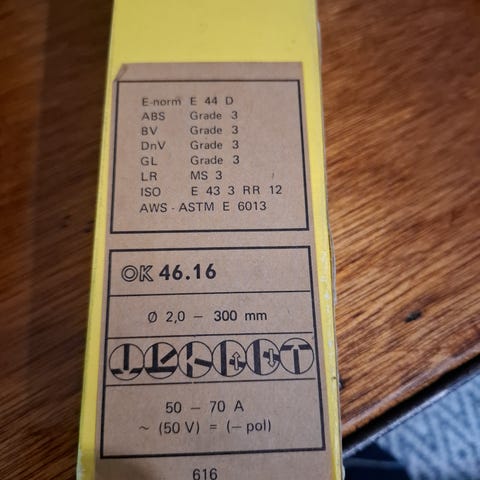 E-norm E 44 D
ABS Grade 3
BV Grade 3
DnV Grade 3
GL Grade 3
LR MS 3
ISO E 43 3 RR 12
AWS - ASTM E 6013
OK 46.16
Ø 2,0 – 300 mm
50 – 70 A
~ (50 V) = (– pol)
616